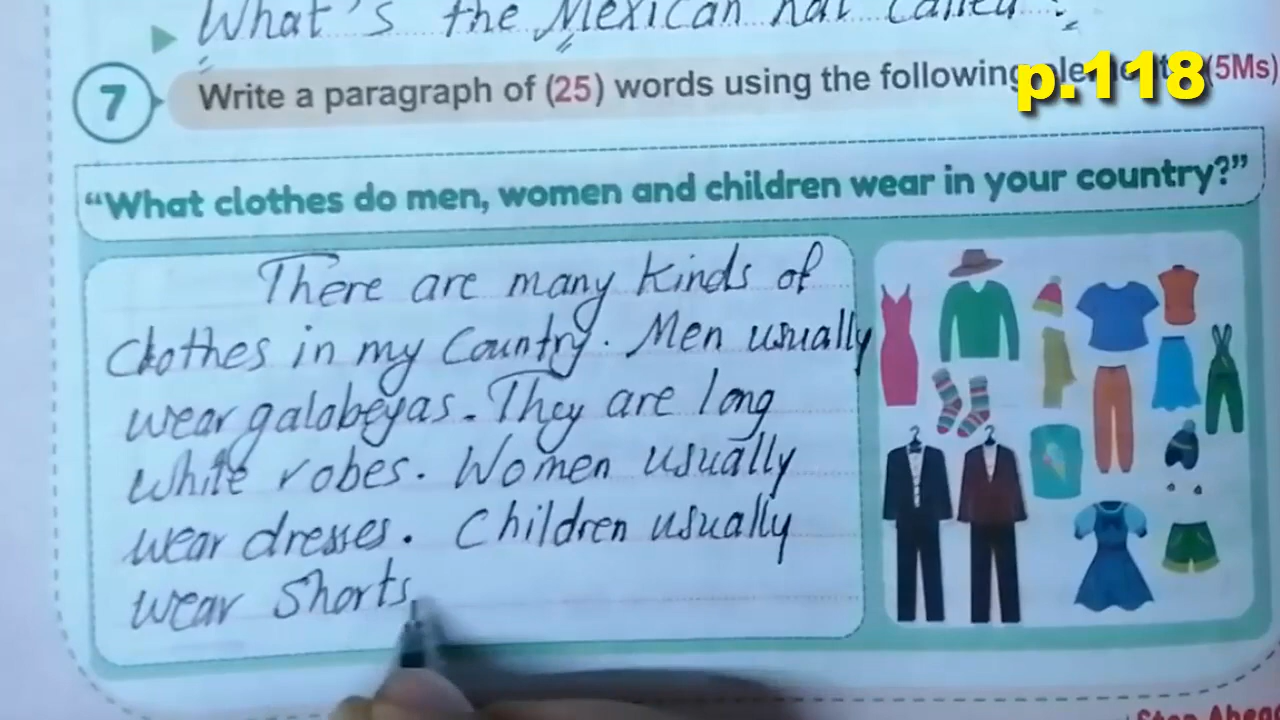 What's the Mexican hat called?
7 Write a paragraph of (25) words using the following (5Ms)
p.118
"What clothes do men, women and children wear in your country?"
There are many kinds of
Clothes in my Country. Men usually
wear galabeyas. They are long
white robes. Women usually
wear dresses. Children usually
wear shorts
Step Ahead